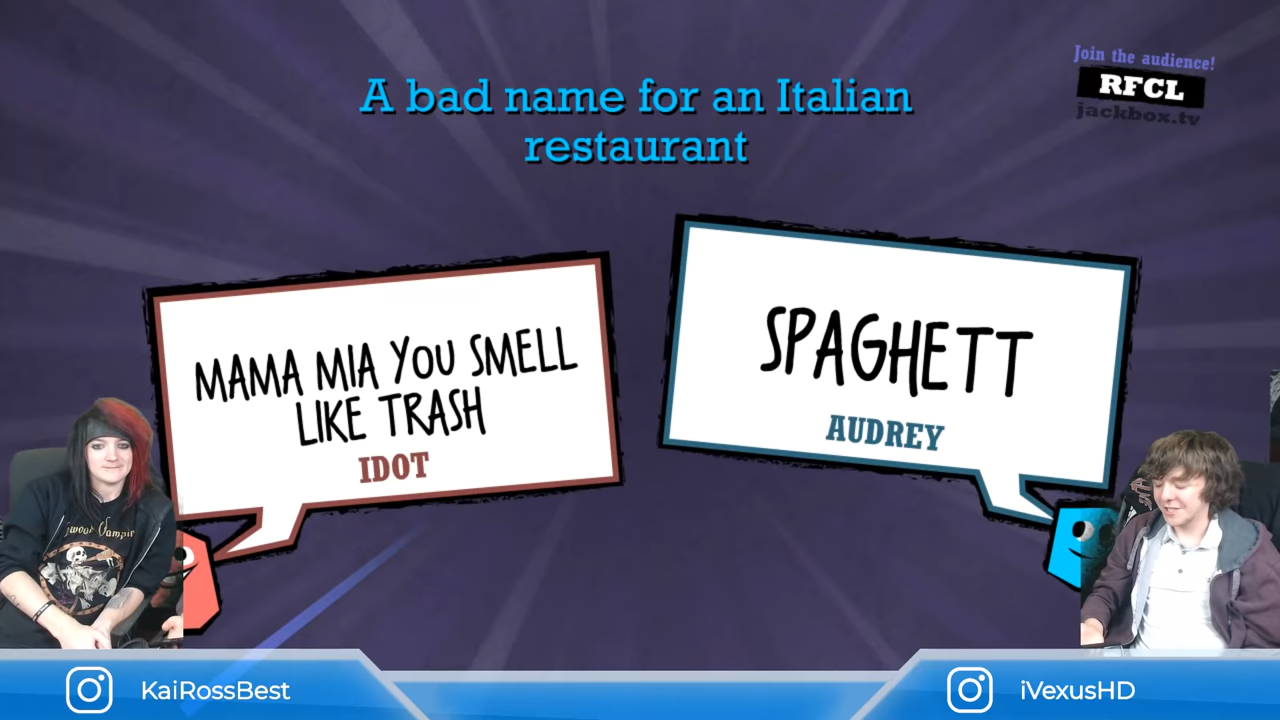 A bad name for an Italian
restaurant
Join the audience!
RFCL
jackbox.tv
MAMA MIA YOU SMELL
LIKE TRASH
IDOT
SPAGHETT
AUDREY
KaiRossBest
iVexusHD